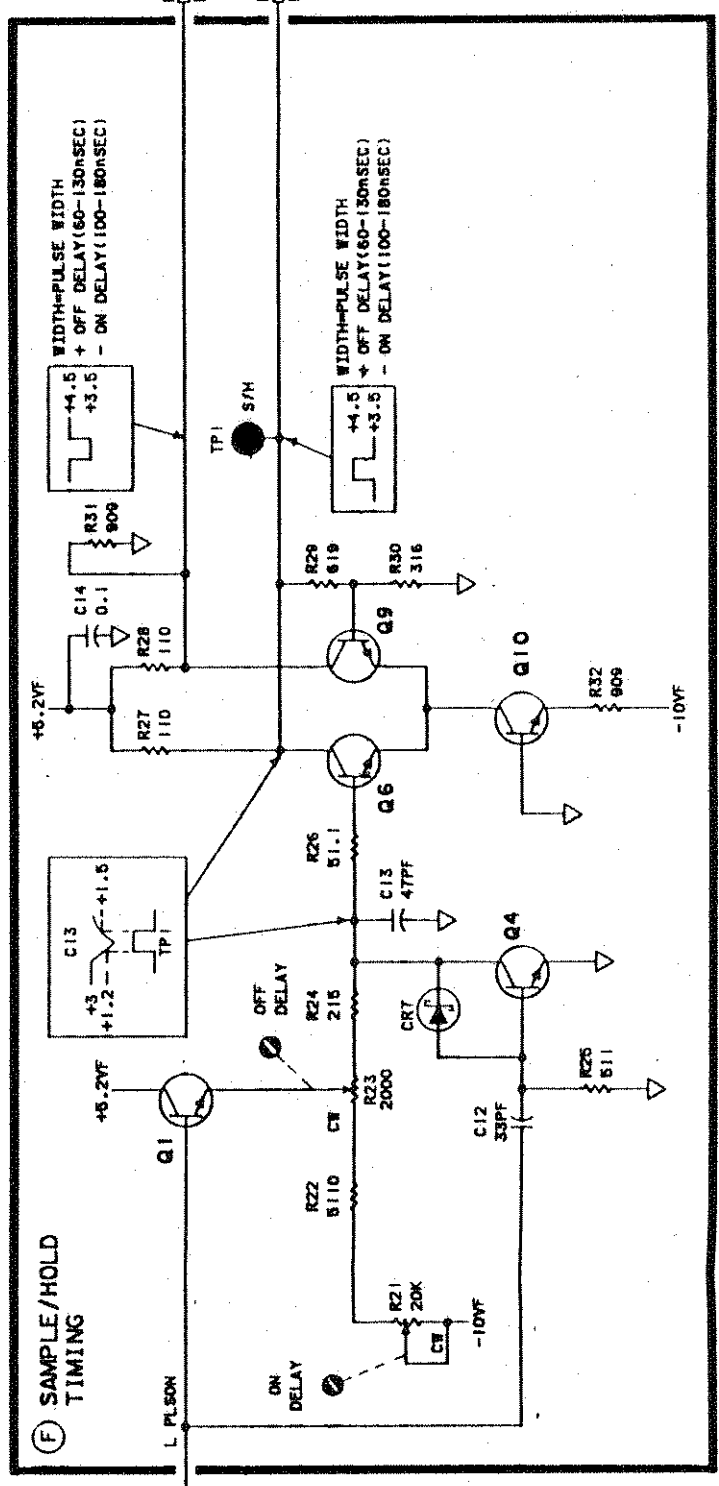 F SAMPLE/HOLD
TIMING
L PLSON
Q1
+5.2VF
C13
+3
+1.2
+1.5
TP1
+5.2VF
C14
0.1
R27
110
R28
110
R31
909
+4.5
+3.5
WIDTH=PULSE WIDTH
+ OFF DELAY(60-130nSEC)
- ON DELAY(100-180nSEC)
TP1
S/H
+4.5
+3.5
WIDTH=PULSE WIDTH
+ OFF DELAY(60-130nSEC)
- ON DELAY(100-180nSEC)
ON
DELAY
R21
20K
CW
-10VF
R22
5110
CW
R23
2000
OFF
DELAY
R24
215
R26
51.1
C13
47PF
Q6
Q9
R29
619
R30
316
C12
33PF
CR7
R25
511
Q4
Q10
R32
909
-10VF